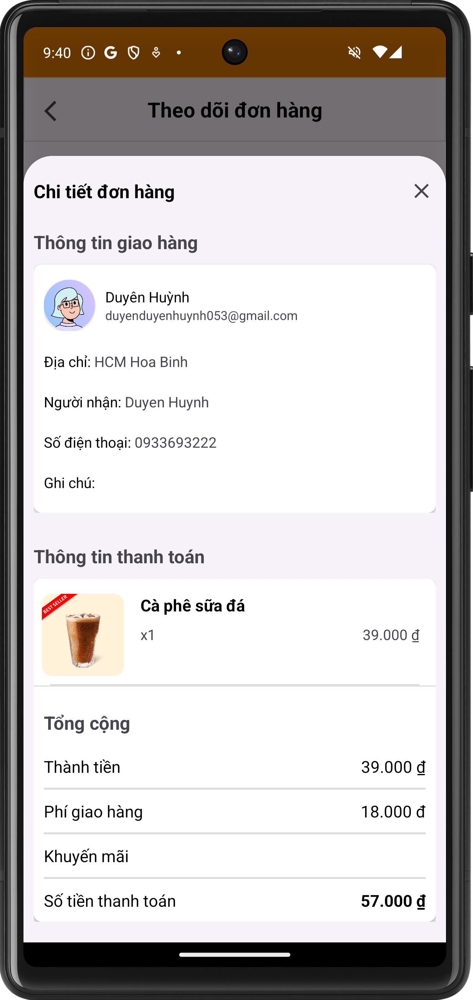 9:40
Theo dõi đơn hàng
Chi tiết đơn hàng
Thông tin giao hàng
Duyên Huỳnh
duyenduyenhuynh053@gmail.com
Địa chỉ: HCM Hoa Binh
Người nhận: Duyen Huynh
Số điện thoại: 0933693222
Ghi chú:
Thông tin thanh toán
BEST SELLER
Cà phê sữa đá
x1 39.000 ₫
Tổng cộng
Thành tiền 39.000 ₫
Phí giao hàng 18.000 đ
Khuyến mãi
Số tiền thanh toán 57.000 ₫